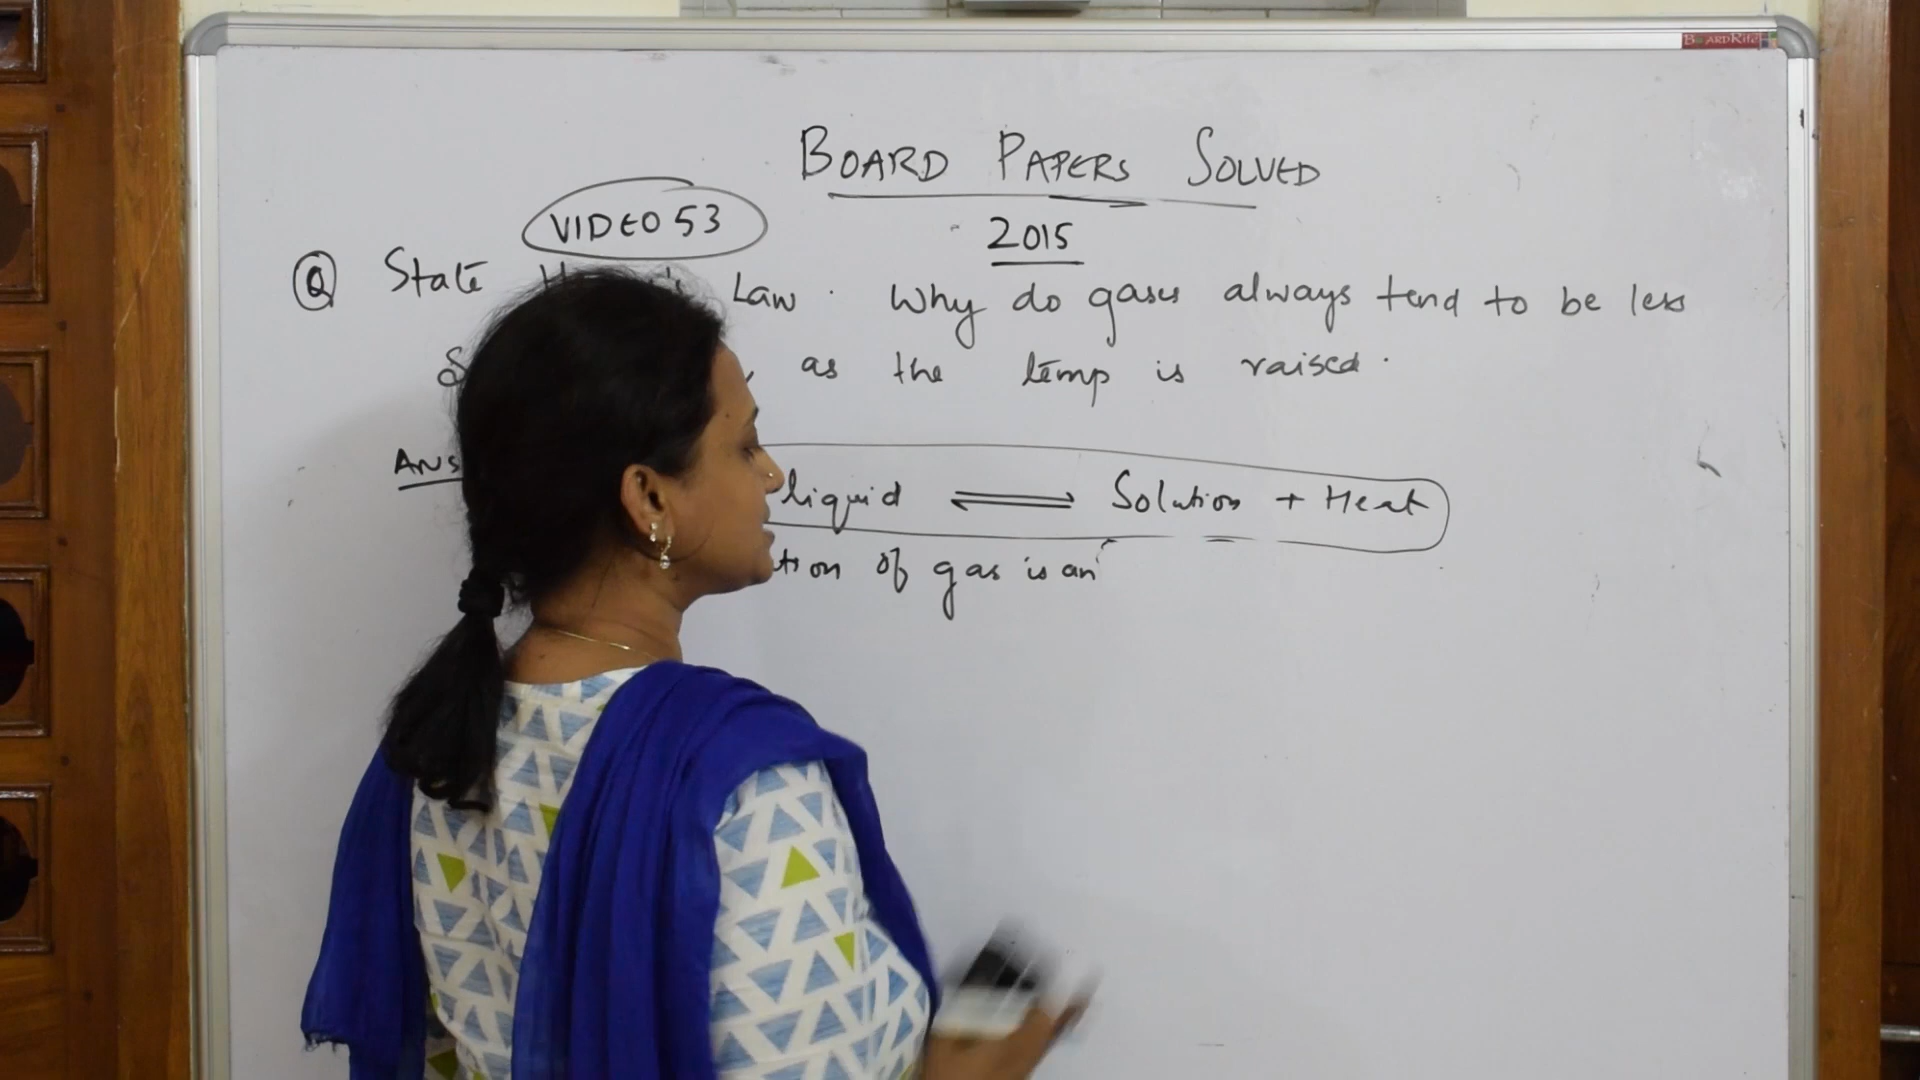 BOARDRITE
BOARD PAPERS SOLVED
VIDEO 53
2015
Q State Law. Why do gases always tend to be less
as the temp is raised.
ANS
liquid ⇌ Solution + Heat
of gas is an